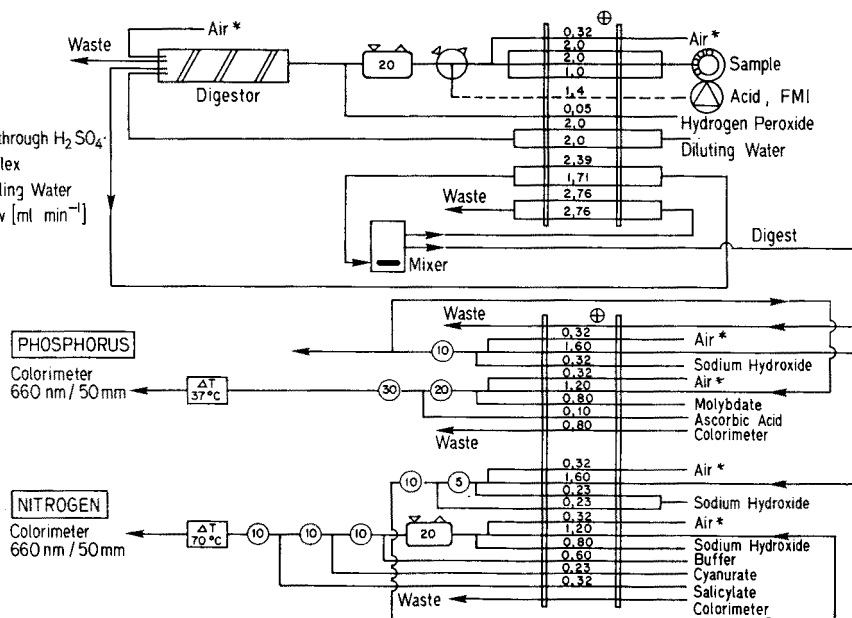 Air *
Waste
20
Digestor
0,32
2,0
2,0
1,0
1,4
0,05
2,0
2,0
2,39
1,71
2,76
2,76
Air *
Sample
Acid, FMI
Hydrogen Peroxide
Diluting Water
through H2SO4
lex
ling Water
w [ml min⁻¹]
Waste
Mixer
Digest
PHOSPHORUS
Colorimeter
660 nm / 50mm
ΔT
37°C
Waste
10
30
20
0,32
1,60
0,32
0,32
1,20
0,80
0,10
0,80
Air *
Sodium Hydroxide
Air *
Molybdate
Ascorbic Acid
Colorimeter
Waste
NITROGEN
Colorimeter
660 nm / 50mm
ΔT
70°C
10
10
10
20
10
5
0,32
1,60
0,23
0,23
0,32
1,20
0,80
0,60
0,23
0,32
Air *
Sodium Hydroxide
Air *
Sodium Hydroxide
Buffer
Cyanurate
Salicylate
Colorimeter
Waste